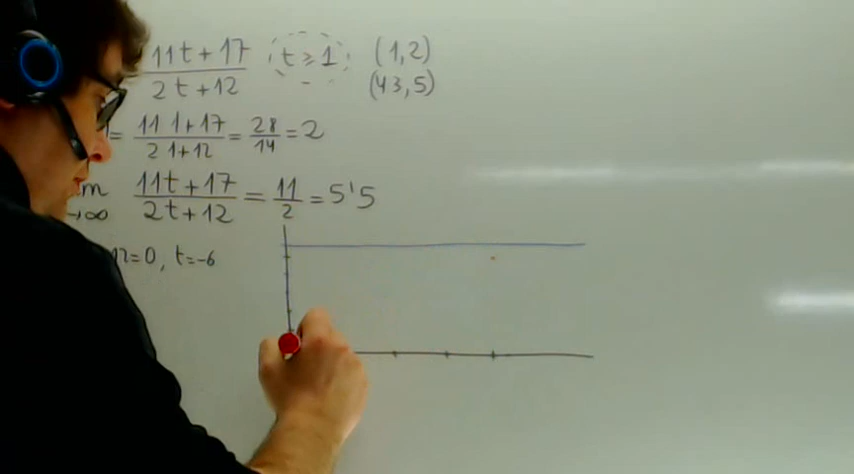 11t+17 / 2t+12 t≥1 (1,2)
(43,5)
= 11 1+17 / 2 1+12 = 28/14 = 2
m →∞ 11t+17 / 2t+12 = 11/2 = 5'5
12=0, t=-6